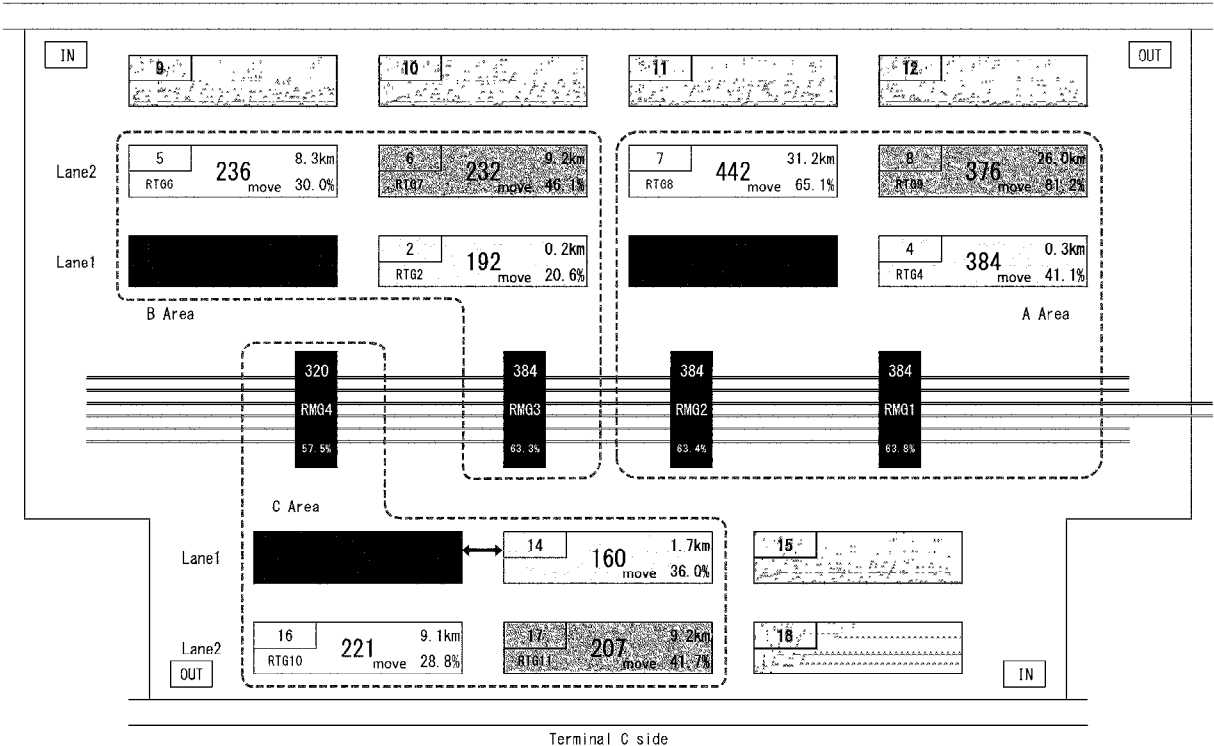 IN
OUT
9
10
11
12
Lane2
5
RTG6
236
move
8.3km
30.0%
6
RTG7
232
move
9.2km
46.1%
7
RTG8
442
move
31.2km
65.1%
8
RTG9
376
move
26.0km
81.2%
Lane1
2
RTG2
192
move
0.2km
20.6%
4
RTG4
384
move
0.3km
41.1%
B Area
A Area
320
RMG4
57.5%
384
RMG3
63.3%
384
RMG2
63.4%
384
RMG1
63.8%
C Area
Lane1
14
160
move
1.7km
36.0%
15
Lane2
16
RTG10
221
move
9.1km
28.8%
17
RTG11
207
move
9.2km
41.7%
18
OUT
IN
Terminal C side